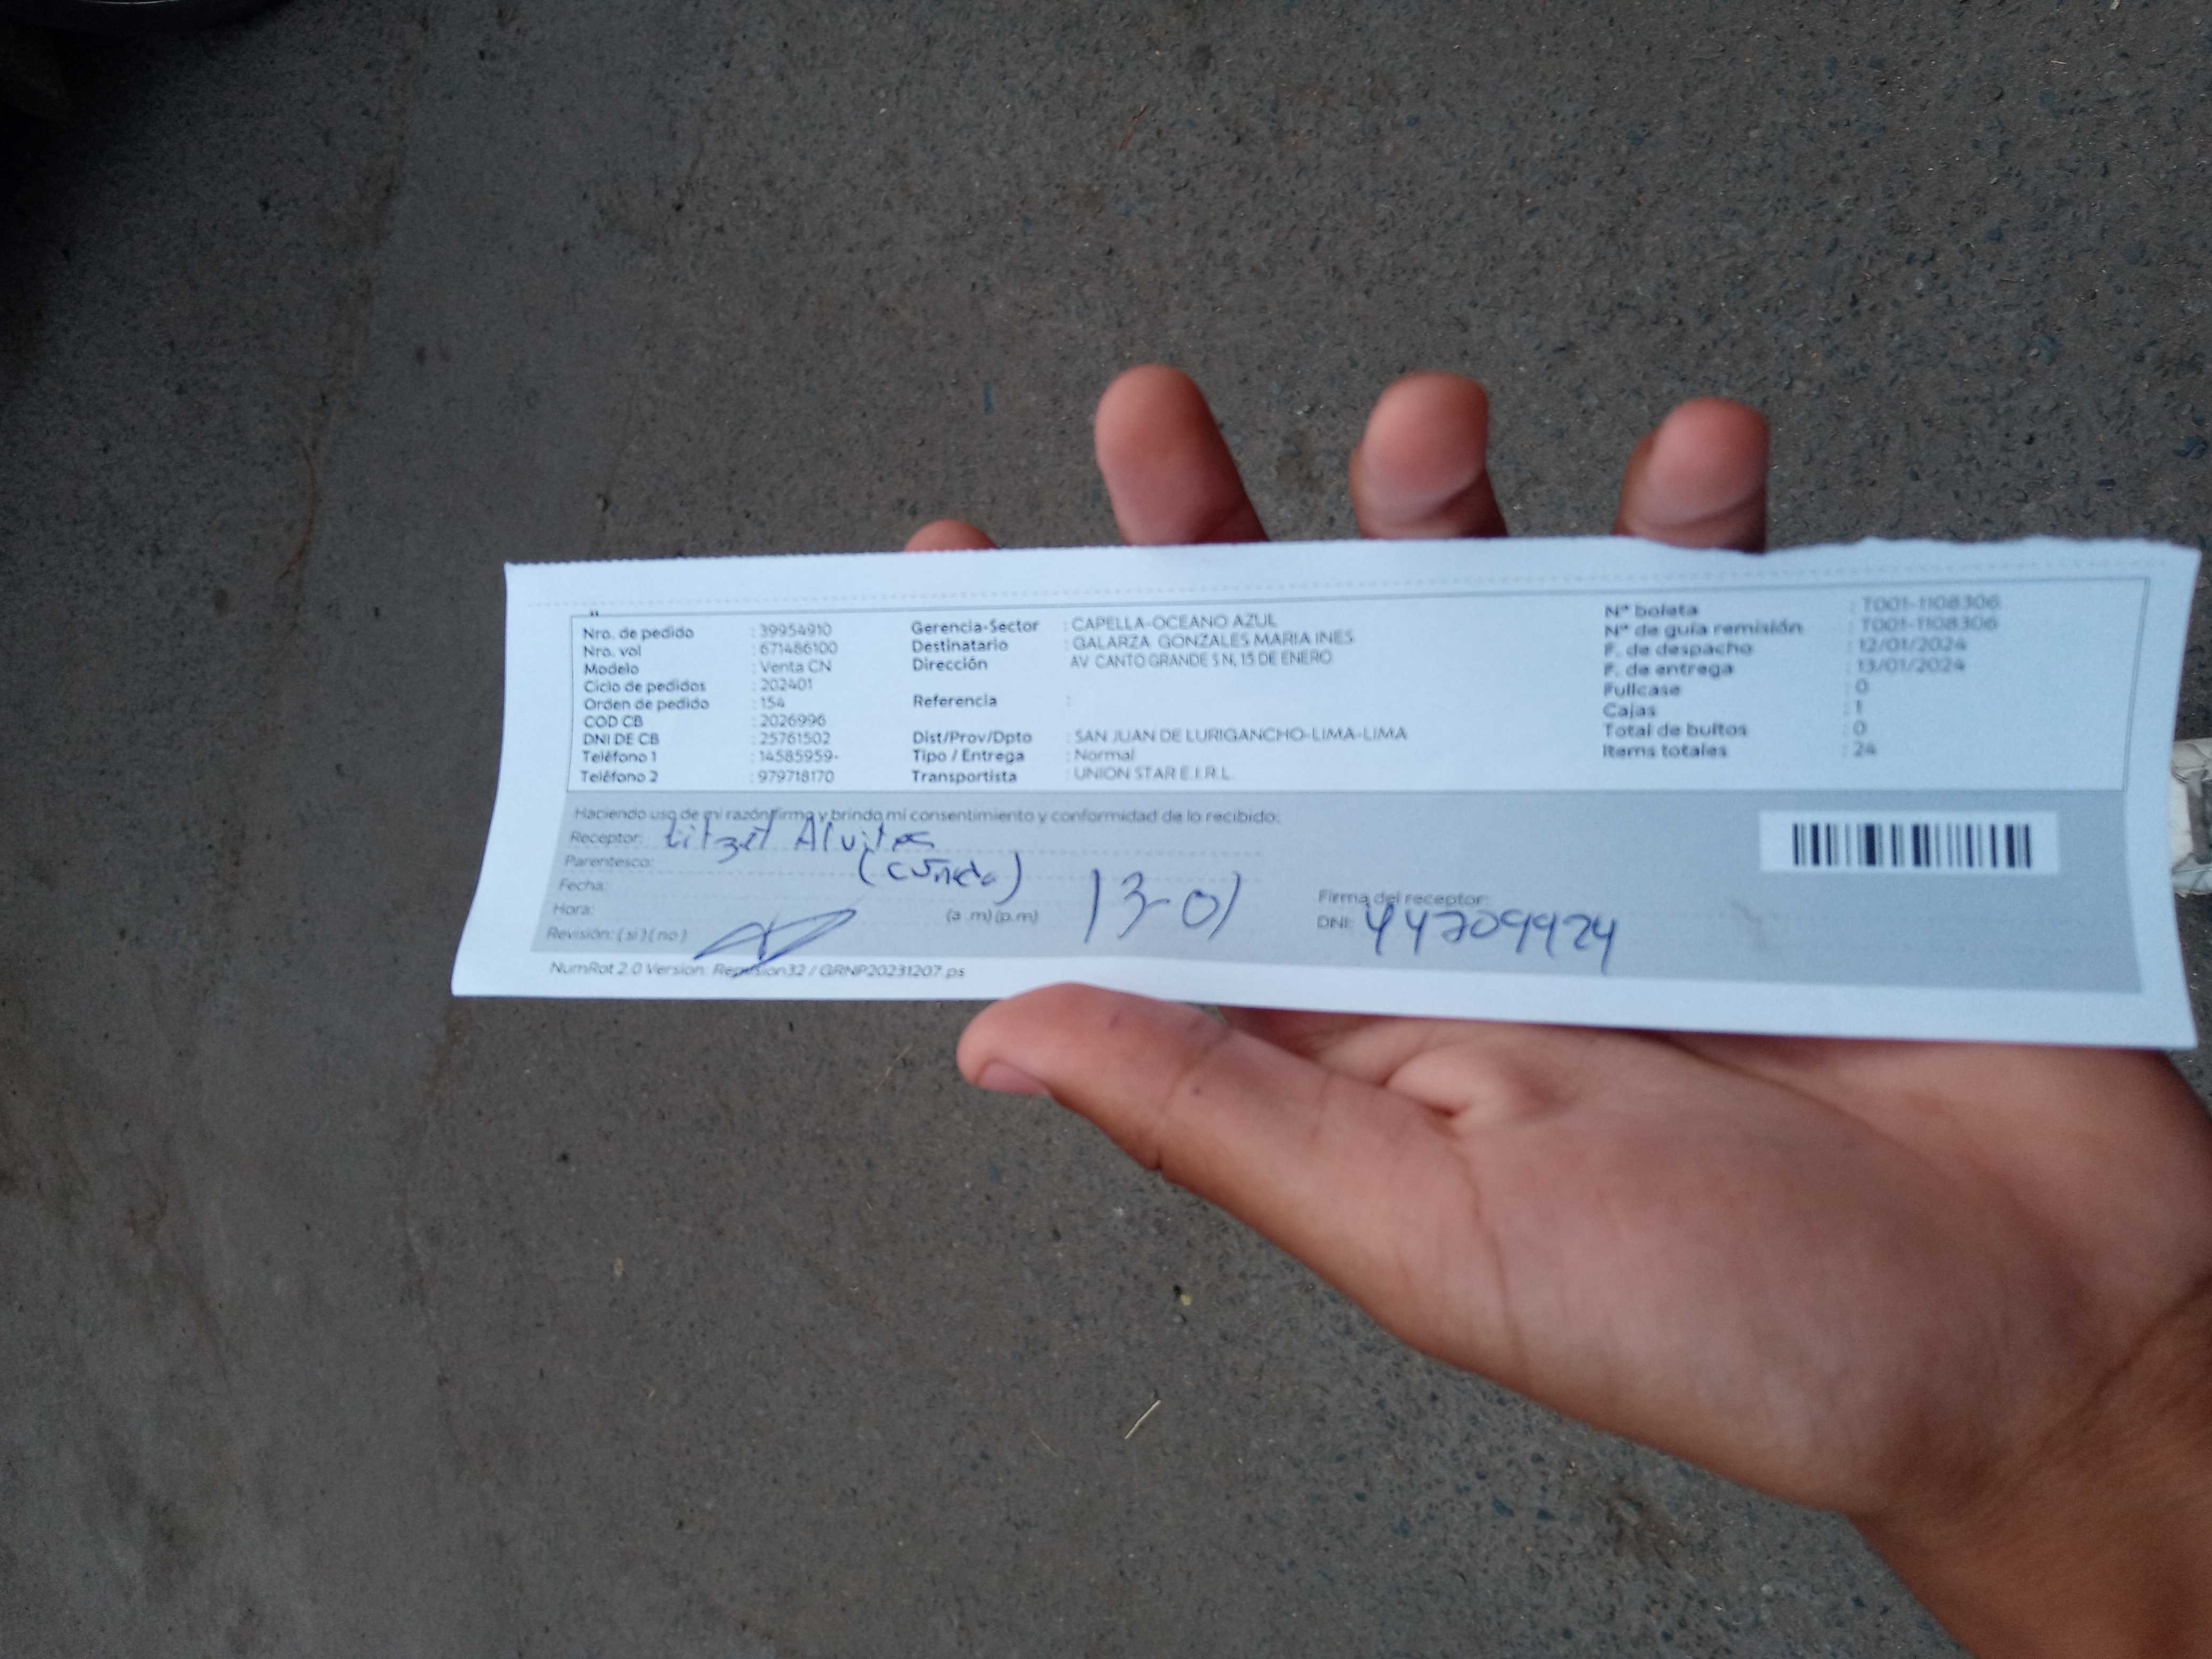 Nro. de pedido : 39954910
Nro. vol : 671486100
Modelo : Venta CN
Ciclo de pedidos : 202401
Orden de pedido : 154
COD CB : 2026996
DNI DE CB : 25761502
Teléfono 1 : 14585959-
Teléfono 2 : 979718170
Gerencia-Sector : CAPELLA-OCEANO AZUL
Destinatario : GALARZA GONZALES MARIA INES
Dirección AV CANTO GRANDE S N, 15 DE ENERO
Referencia :
Dist/Prov/Dpto : SAN JUAN DE LURIGANCHO-LIMA-LIMA
Tipo / Entrega : Normal
Transportista : UNION STAR E.I.R.L.
N° boleta : T001-1108306
N° de guía remisión : T001-1108306
F. de despacho : 12/01/2024
F. de entrega : 13/01/2024
Fullcase : 0
Cajas : 1
Total de bultos : 0
Items totales : 24
Haciendo uso de mi razón firmo y brindo mi consentimiento y conformidad de lo recibido:
Receptor: Litzet Alvites
Parentesco: (cuñada)
Fecha: 13-01
Hora: (a .m) (p.m)
Revisión: ( si ) ( no )
Firma del receptor:
DNI: 44709924
NumRot 2.0 Version: Repvision32 / GRNP20231207.ps